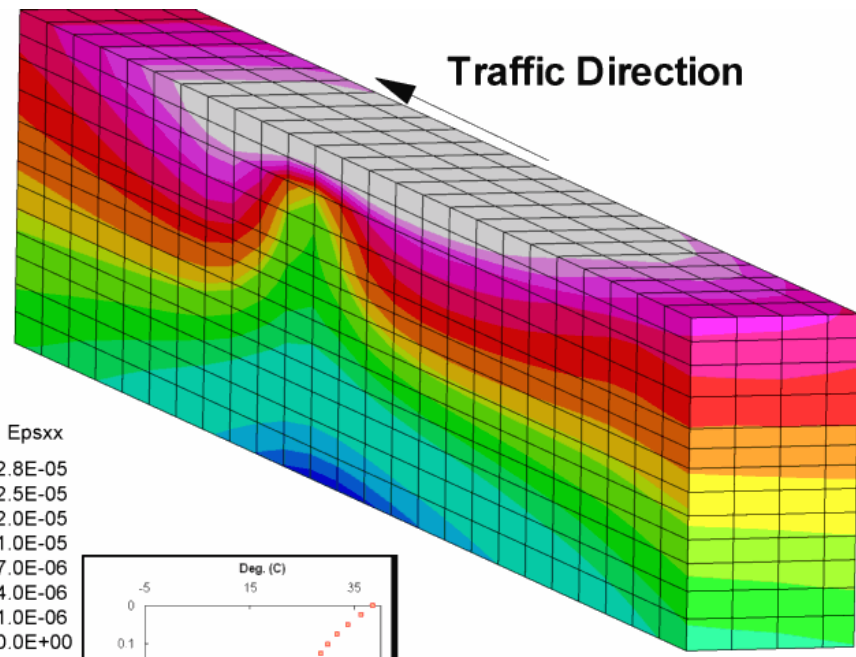 Traffic Direction
Epsxx
2.8E-05
2.5E-05
2.0E-05
1.0E-05
7.0E-06
4.0E-06
1.0E-06
0.0E+00
Deg. (C)
-5 15 35
0
0.1